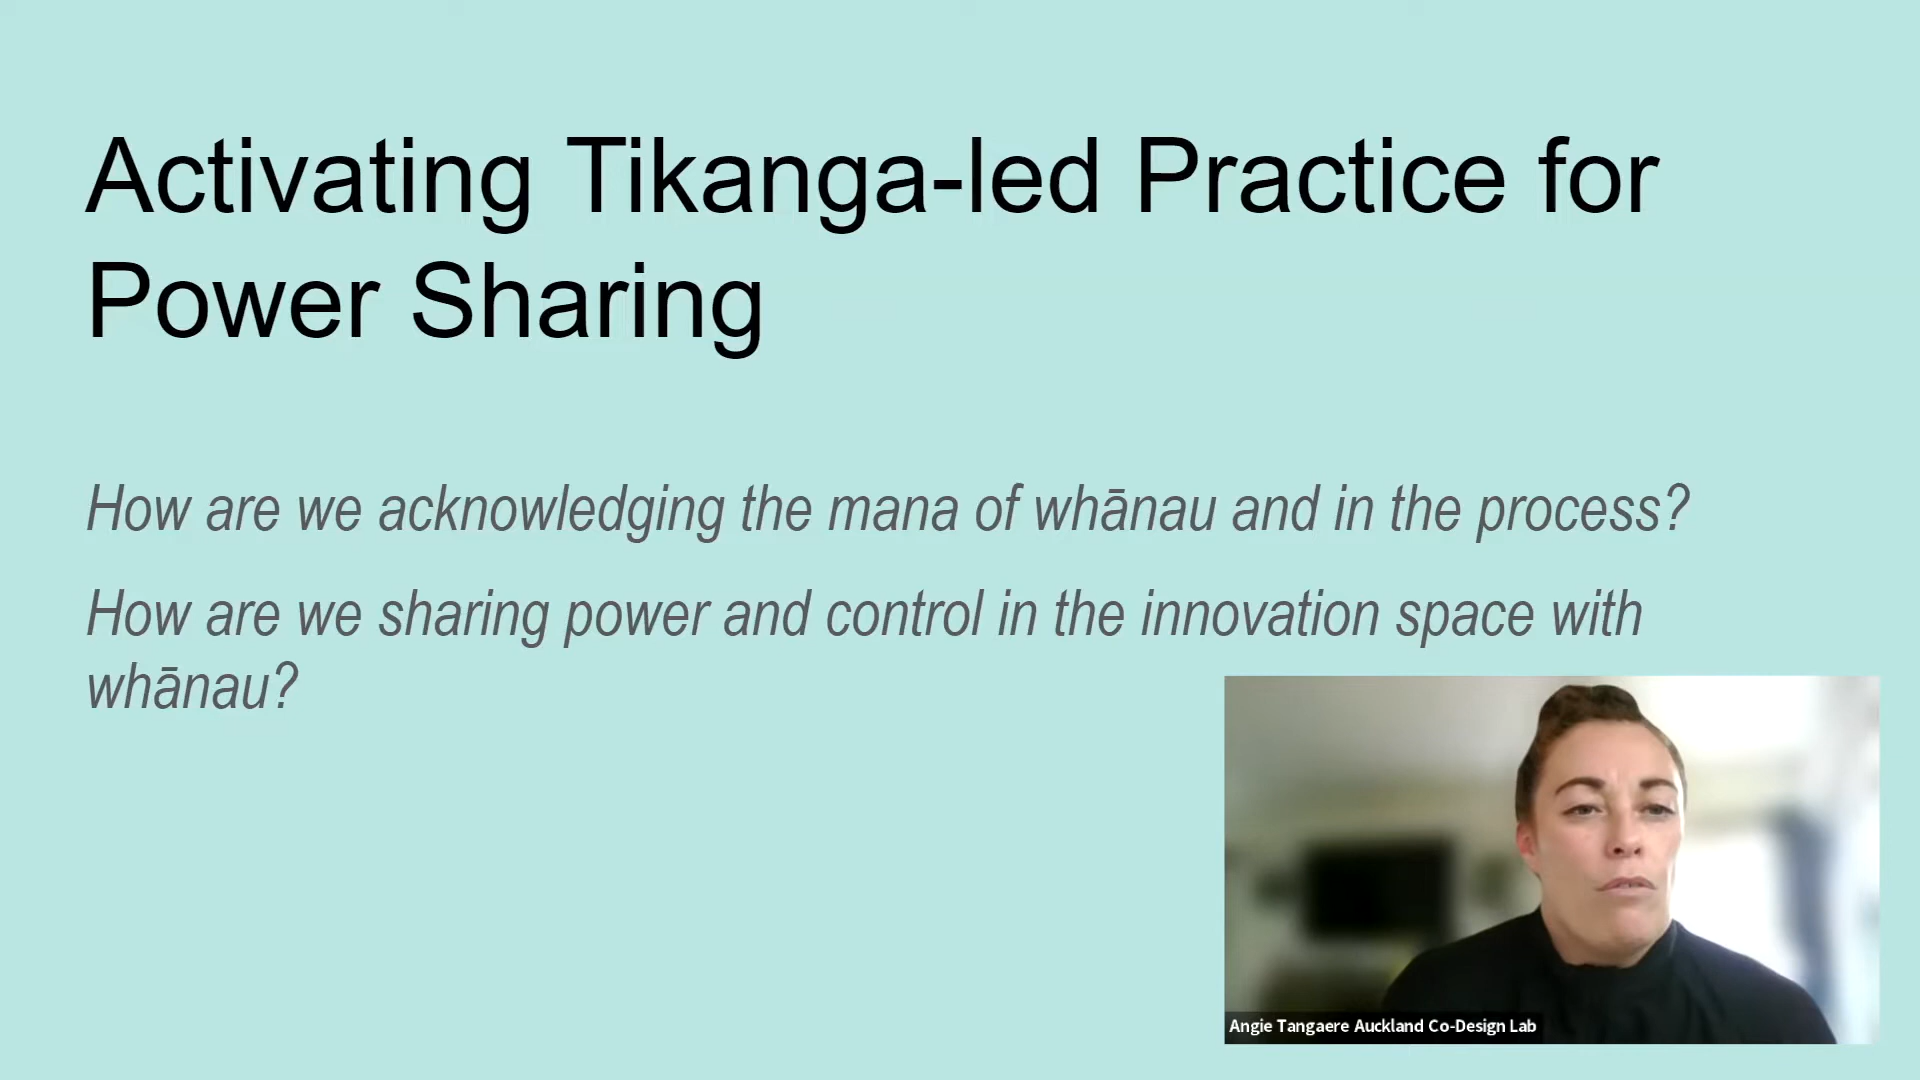 Activating Tikanga-led Practice for
Power Sharing
How are we acknowledging the mana of whānau and in the process?
How are we sharing power and control in the innovation space with
whānau?
Angie Tangaere Auckland Co-Design Lab